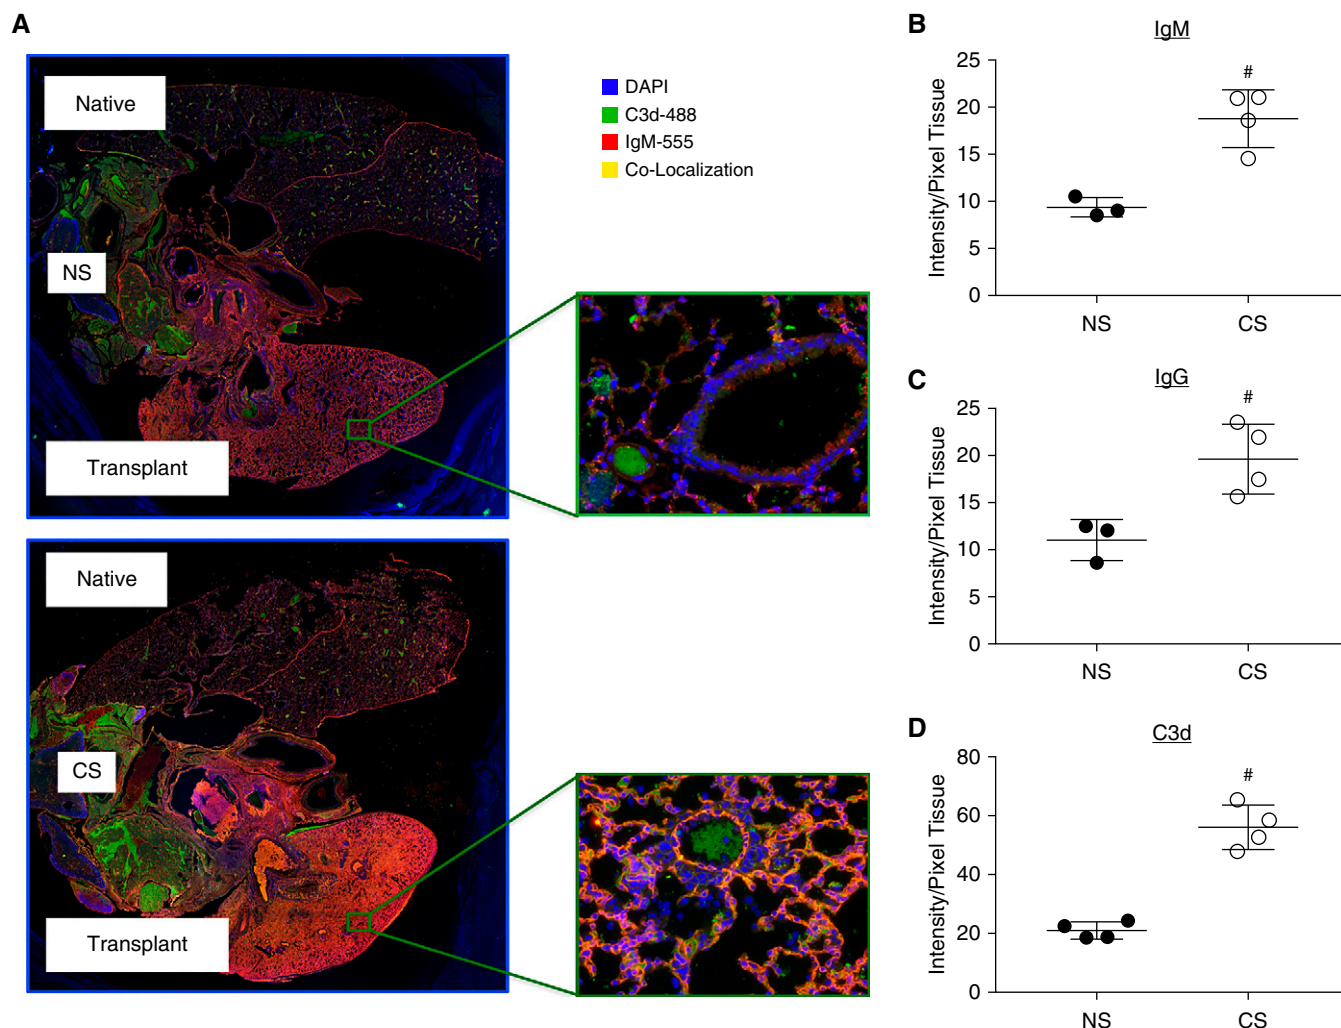 A
Native
NS
Transplant
DAPI
C3d-488
IgM-555
Co-Localization
Native
CS
Transplant
B
IgM
Intensity/Pixel Tissue
25
20
15
10
5
0
#
NS
CS
C
IgG
Intensity/Pixel Tissue
25
20
15
10
5
0
#
NS
CS
D
C3d
Intensity/Pixel Tissue
80
60
40
20
0
#
NS
CS